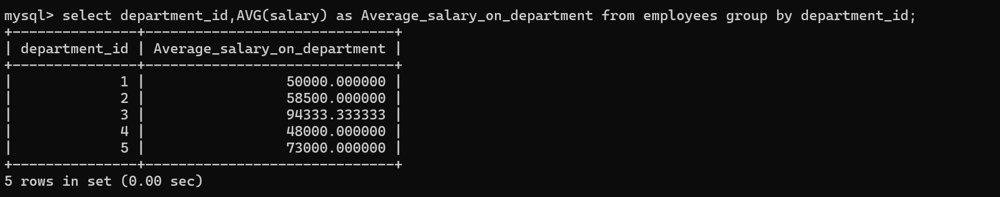 mysql> select department_id,AVG(salary) as Average_salary_on_department from employees group by department_id;
+---------------+------------------------------+
| department_id | Average_salary_on_department |
+---------------+------------------------------+
|             1 |                 50000.000000 |
|             2 |                 58500.000000 |
|             3 |                 94333.333333 |
|             4 |                 48000.000000 |
|             5 |                 73000.000000 |
+---------------+------------------------------+
5 rows in set (0.00 sec)